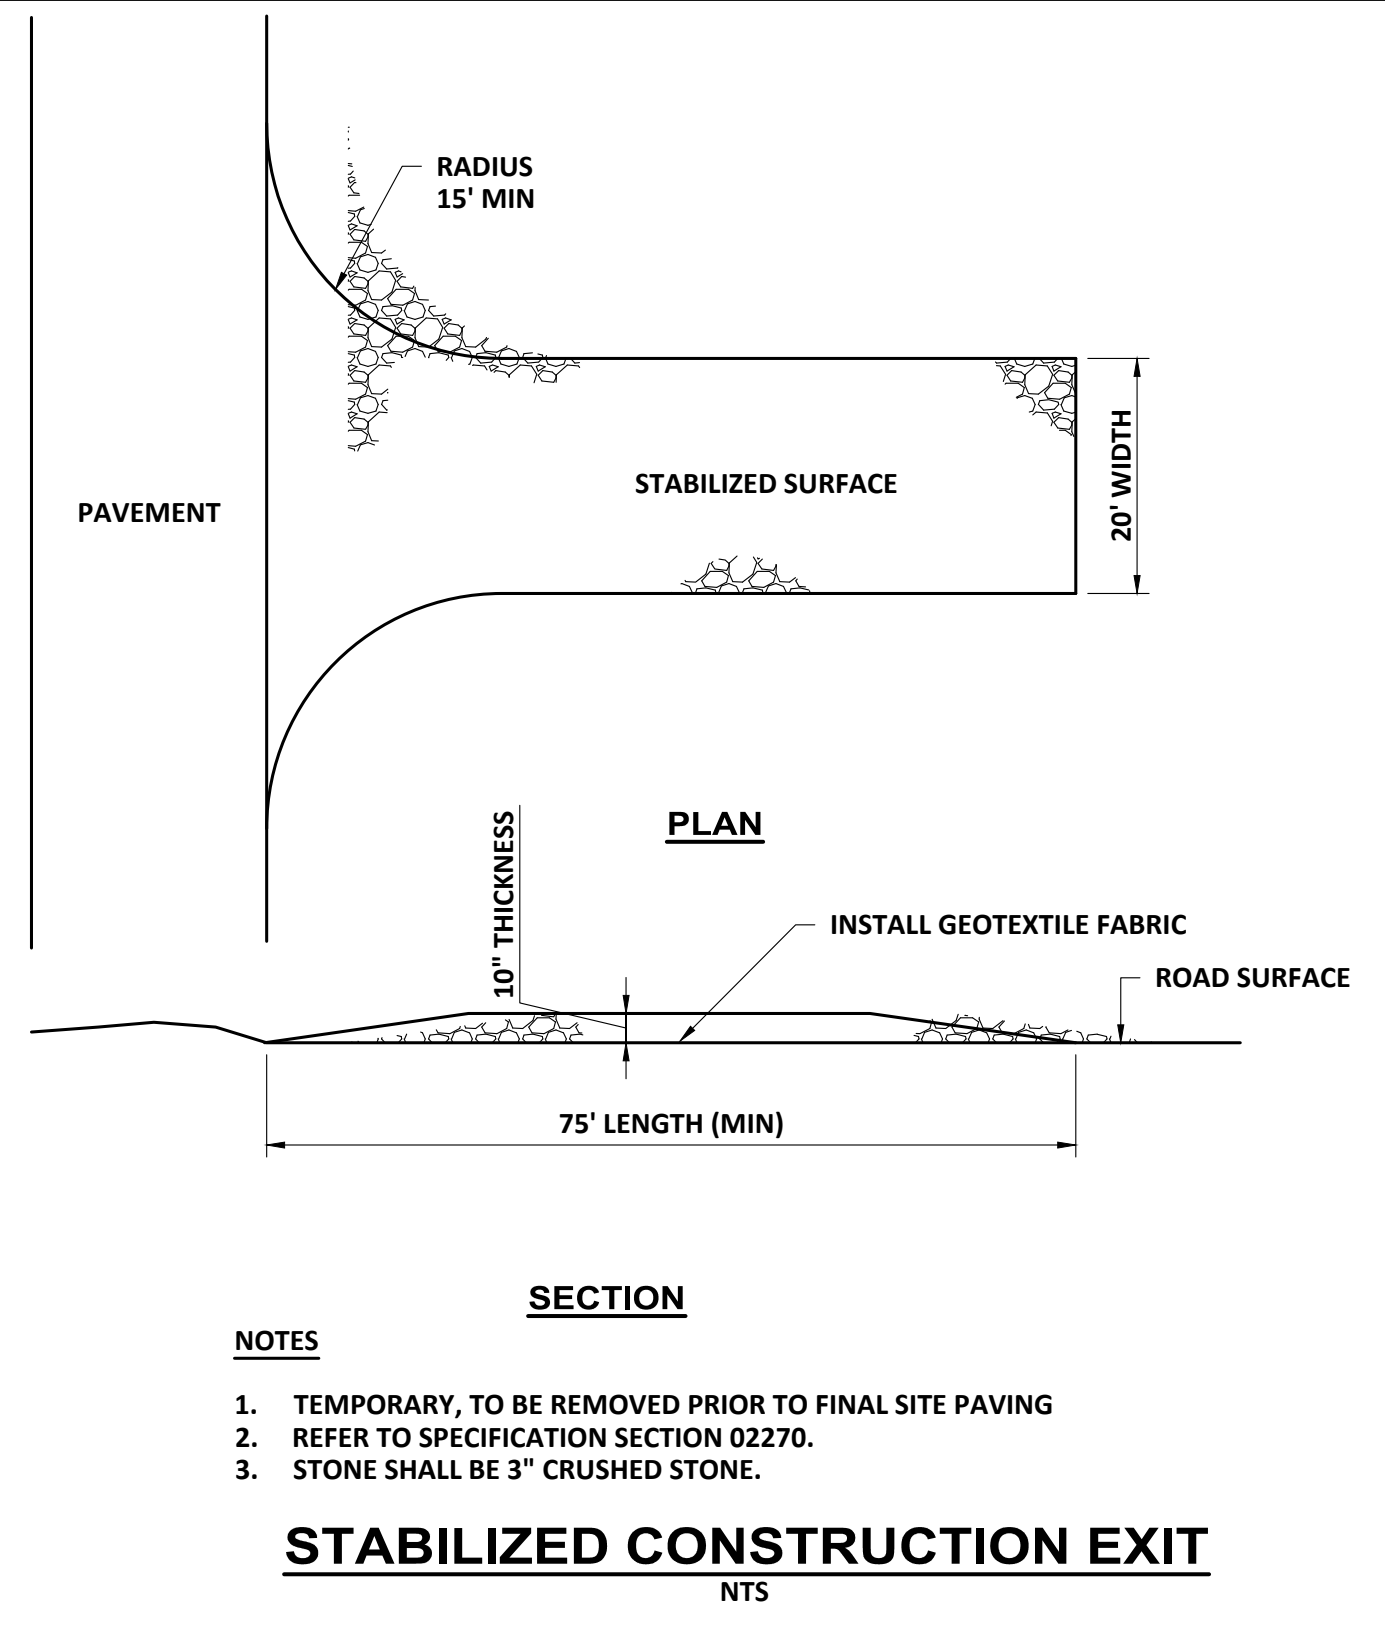 RADIUS
15' MIN
PAVEMENT
STABILIZED SURFACE
20' WIDTH
PLAN
10" THICKNESS
INSTALL GEOTEXTILE FABRIC
ROAD SURFACE
75' LENGTH (MIN)
SECTION
NOTES
1. TEMPORARY, TO BE REMOVED PRIOR TO FINAL SITE PAVING
2. REFER TO SPECIFICATION SECTION 02270.
3. STONE SHALL BE 3" CRUSHED STONE.
STABILIZED CONSTRUCTION EXIT
NTS